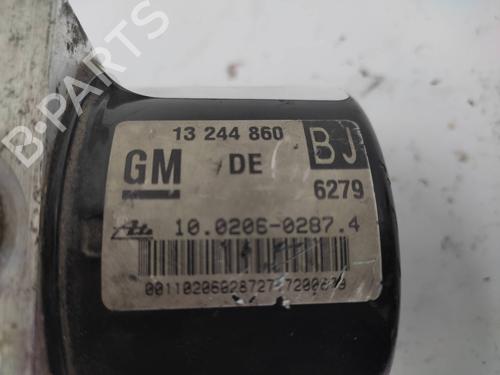 13 244 860
BJ
GM
DE
6279
10.0206-0287.4
B-PARTS